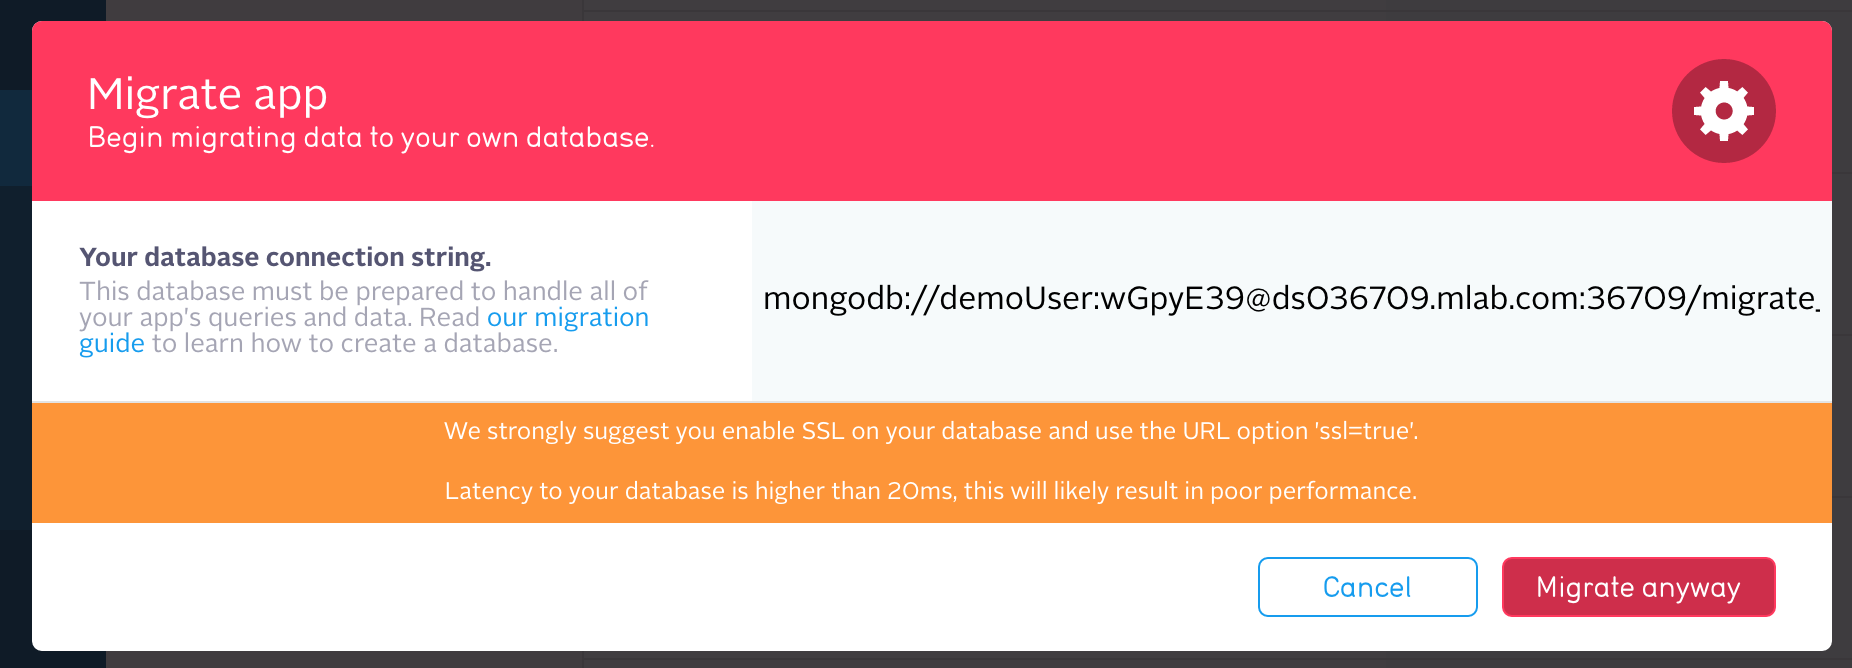 Migrate app
Begin migrating data to your own database.
Your database connection string.
This database must be prepared to handle all of
your app's queries and data. Read our migration
guide to learn how to create a database.
mongodb://demoUser:wGpyE39@ds036709.mlab.com:36709/migrate_
We strongly suggest you enable SSL on your database and use the URL option 'ssl=true'.
Latency to your database is higher than 20ms, this will likely result in poor performance.
Cancel
Migrate anyway